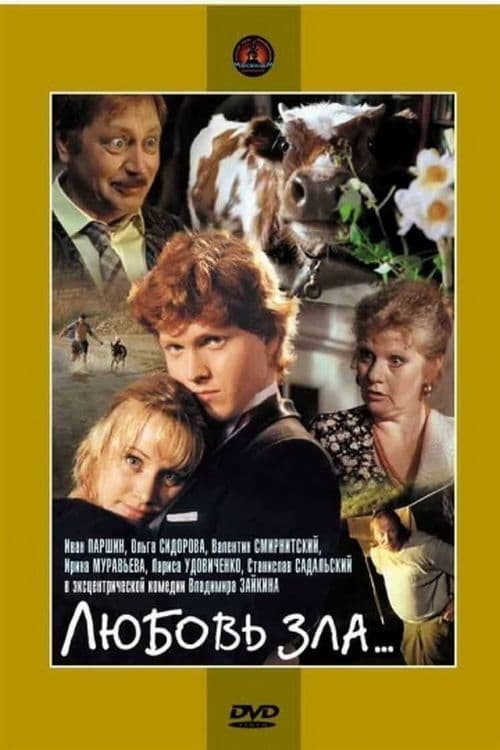 Иван ПАРШИН, Ольга СИДОРОВА, Валентин СМИРНИТСКИЙ,
Ирина МУРАВЬЕВА, Лариса УДОВИЧЕНКО, Станислав САДАЛЬСКИЙ
в эксцентрической комедии Владимира ЗАЙКИНА
ЛЮБОВЬ ЗЛА...
DVD